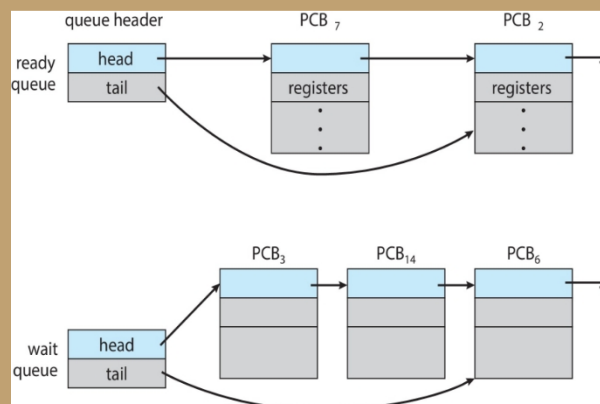 queue header
PCB 7
PCB 2
ready
queue
head
tail
registers
registers
PCB3
PCB14
PCB6
wait
queue
head
tail